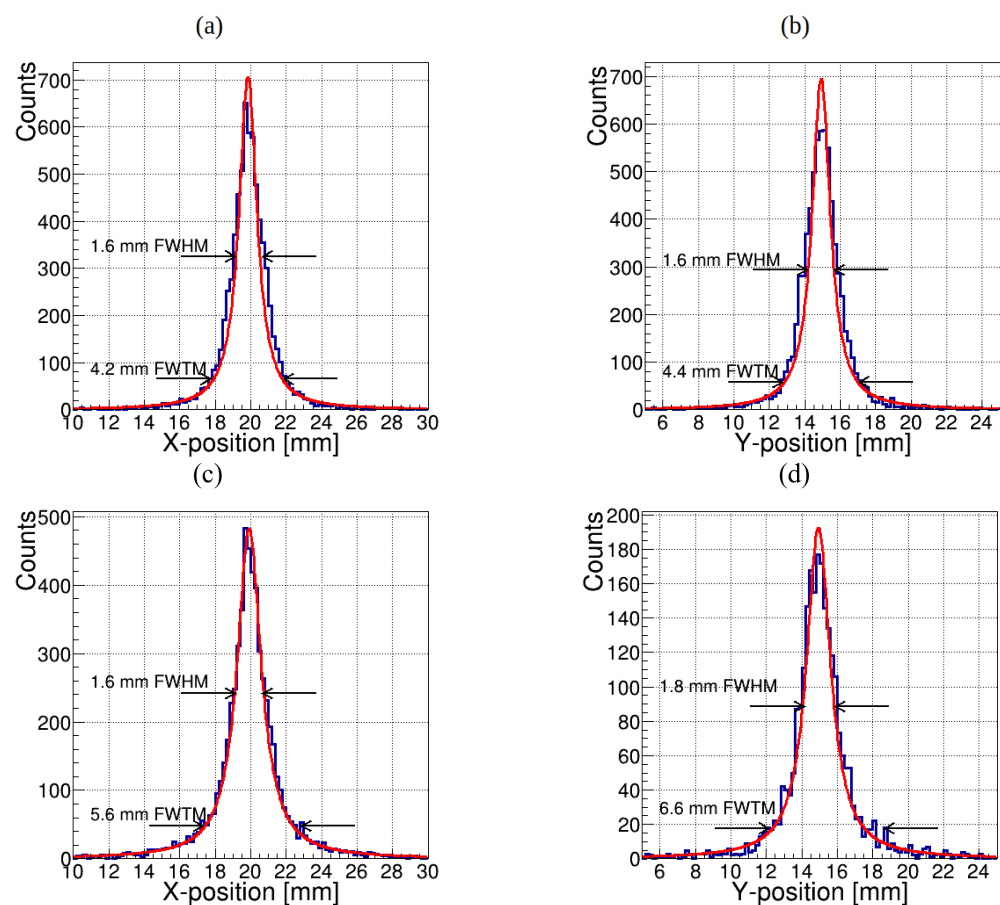 (a)
Counts
700
600
500
400
300
200
100
0
1.6 mm FWHM
4.2 mm FWTM
10 12 14 16 18 20 22 24 26 28 30
X-position [mm]
(b)
Counts
700
600
500
400
300
200
100
0
1.6 mm FWHM
4.4 mm FWTM
6 8 10 12 14 16 18 20 22 24
Y-position [mm]
(c)
Counts
500
400
300
200
100
0
1.6 mm FWHM
5.6 mm FWTM
10 12 14 16 18 20 22 24 26 28 30
X-position [mm]
(d)
Counts
200
180
160
140
120
100
80
60
40
20
0
1.8 mm FWHM
6.6 mm FWTM
6 8 10 12 14 16 18 20 22 24
Y-position [mm]